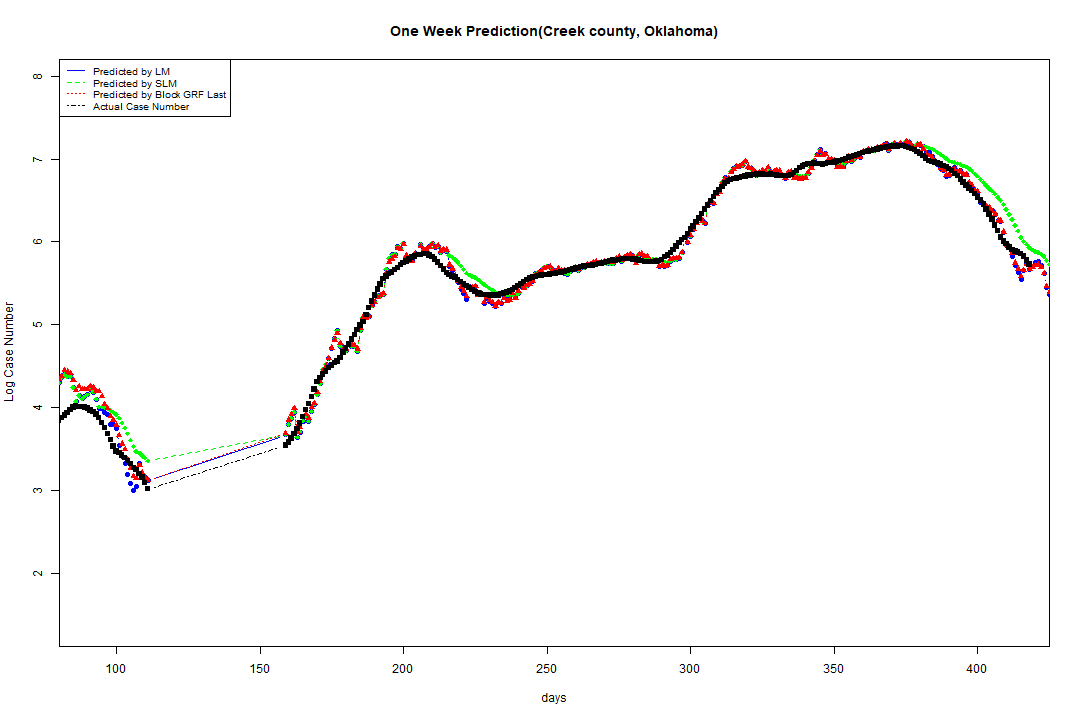 One Week Prediction(Creek county, Oklahoma)
Predicted by LM
Predicted by SLM
Predicted by Block GRF Last
Actual Case Number
8
7
6
5
4
3
2
Log Case Number
100 150 200 250 300 350 400
days